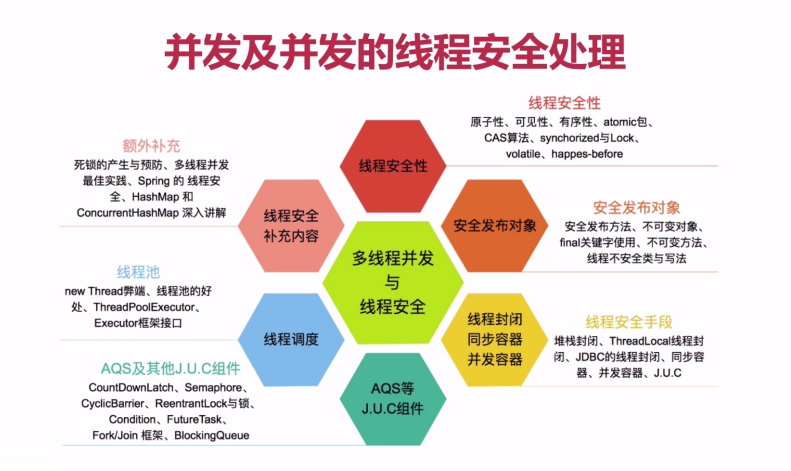 并发及并发的线程安全处理
线程安全性
原子性、可见性、有序性、atomic包、
CAS算法、synchorized与Lock、
volatile、happes-before
额外补充
死锁的产生与预防、多线程并发
最佳实践、Spring 的 线程安
全、HashMap 和
ConcurrentHashMap 深入讲解
线程安全性
线程安全
补充内容
安全发布对象
安全发布对象
安全发布方法、不可变对象、
final关键字使用、不可变方法、
线程不安全类与写法
多线程并发
与
线程安全
线程池
new Thread弊端、线程池的好
处、ThreadPoolExecutor、
Executor框架接口
线程调度
线程封闭
同步容器
并发容器
线程安全手段
堆栈封闭、ThreadLocal线程封
闭、JDBC的线程封闭、同步容
器、并发容器、J.U.C
AQS及其他J.U.C组件
CountDownLatch、Semaphore、
CyclicBarrier、ReentrantLock与锁、
Condition、FutureTask、
Fork/Join 框架、BlockingQueue
AQS等
J.U.C组件